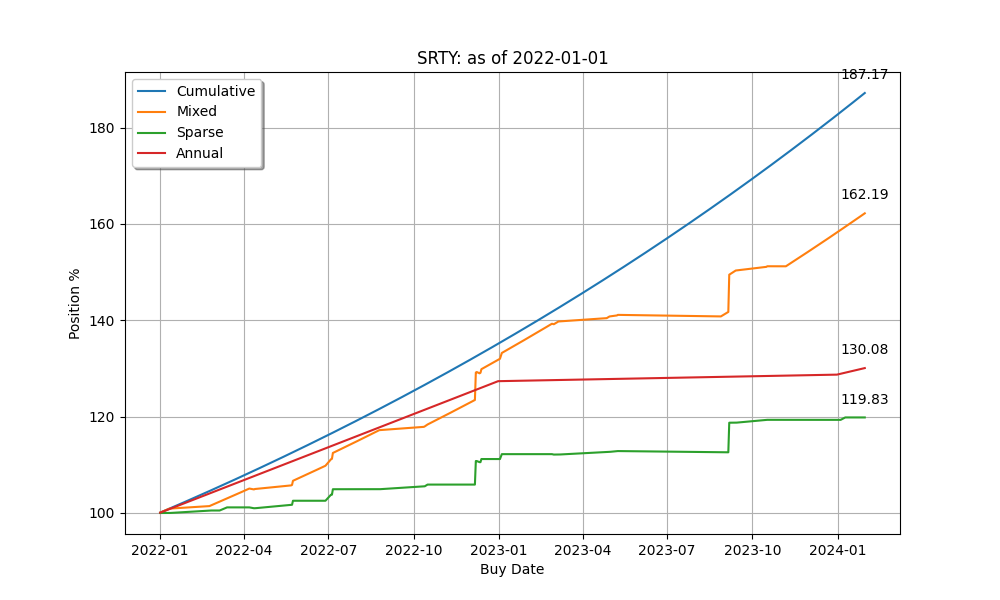 SRTY: as of 2022-01-01
187.17
Cumulative
Mixed
Sparse
Annual
180
162.19
160
Position %
140
130.08
119.83
120
100
2022-01 2022-04 2022-07 2022-10 2023-01 2023-04 2023-07 2023-10 2024-01
Buy Date